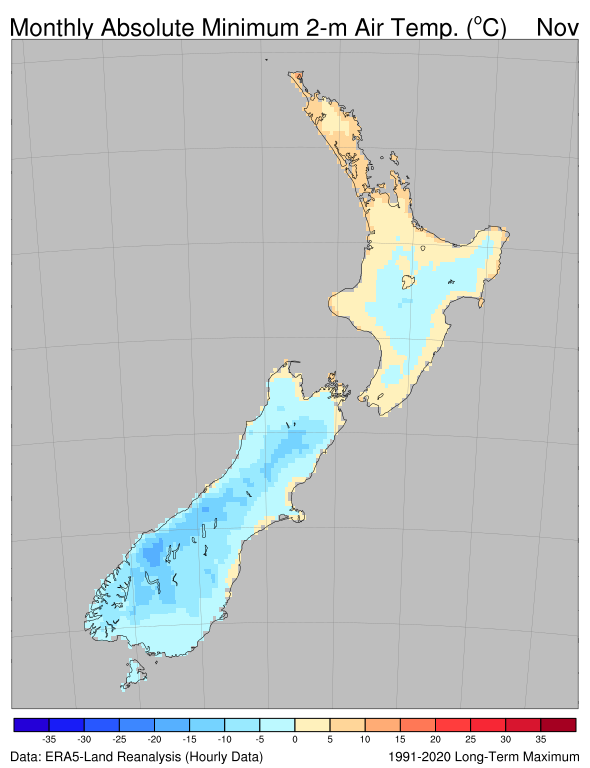 Monthly Absolute Minimum 2-m Air Temp. (°C) Nov
-35 -30 -25 -20 -15 -10 -5 0 5 10 15 20 25 30 35
Data: ERA5-Land Reanalysis (Hourly Data) 1991-2020 Long-Term Maximum